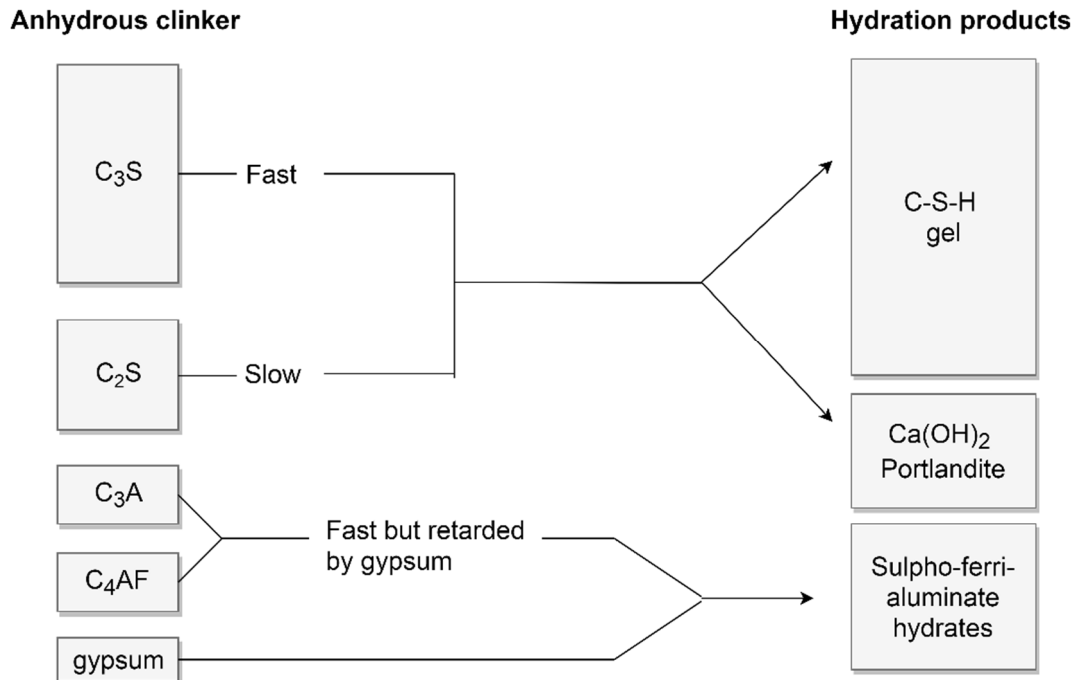 Anhydrous clinker
Hydration products
C₃S
Fast
C-S-H
gel
C₂S
Slow
Ca(OH)₂
Portlandite
C₃A
Fast but retarded
by gypsum
C₄AF
Sulpho-ferri-
aluminate
hydrates
gypsum